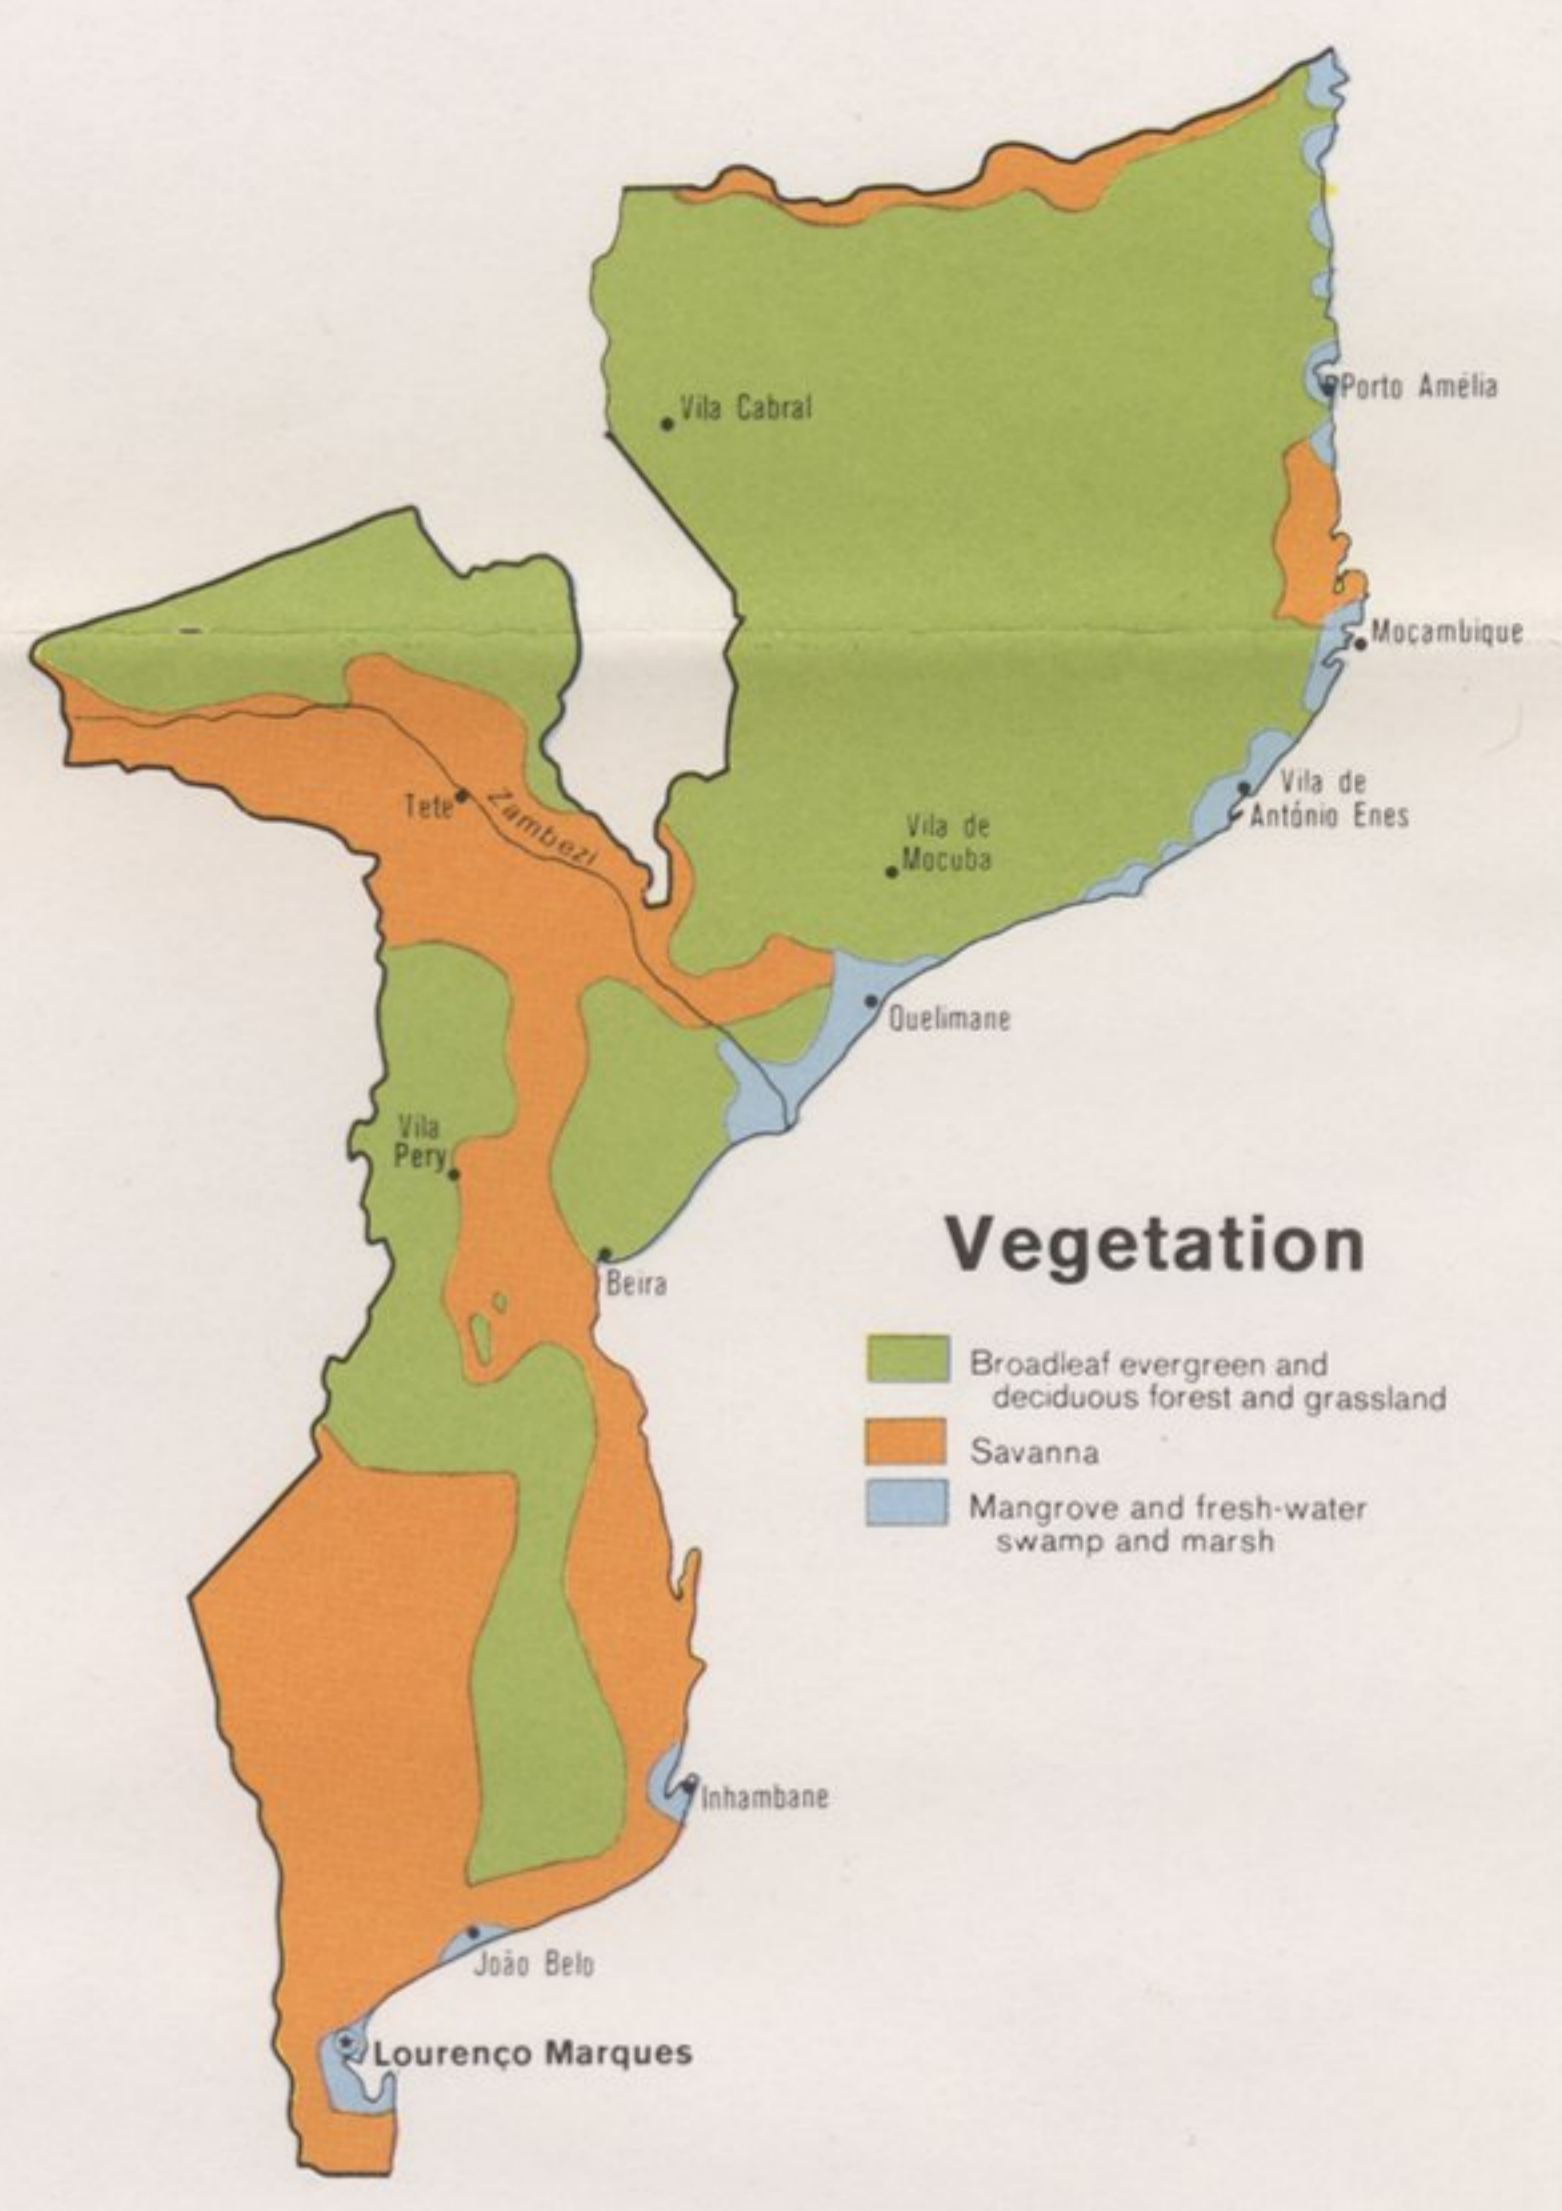 Porto Amélia
Vila Cabral
Moçambique
Vila de
António Enes
Tete
Zambezi
Vila de
Mocuba
Quelimane
Vila
Pery
Beira
Vegetation
Broadleaf evergreen and
deciduous forest and grassland
Savanna
Mangrove and fresh-water
swamp and marsh
Inhambane
João Belo
Lourenço Marques